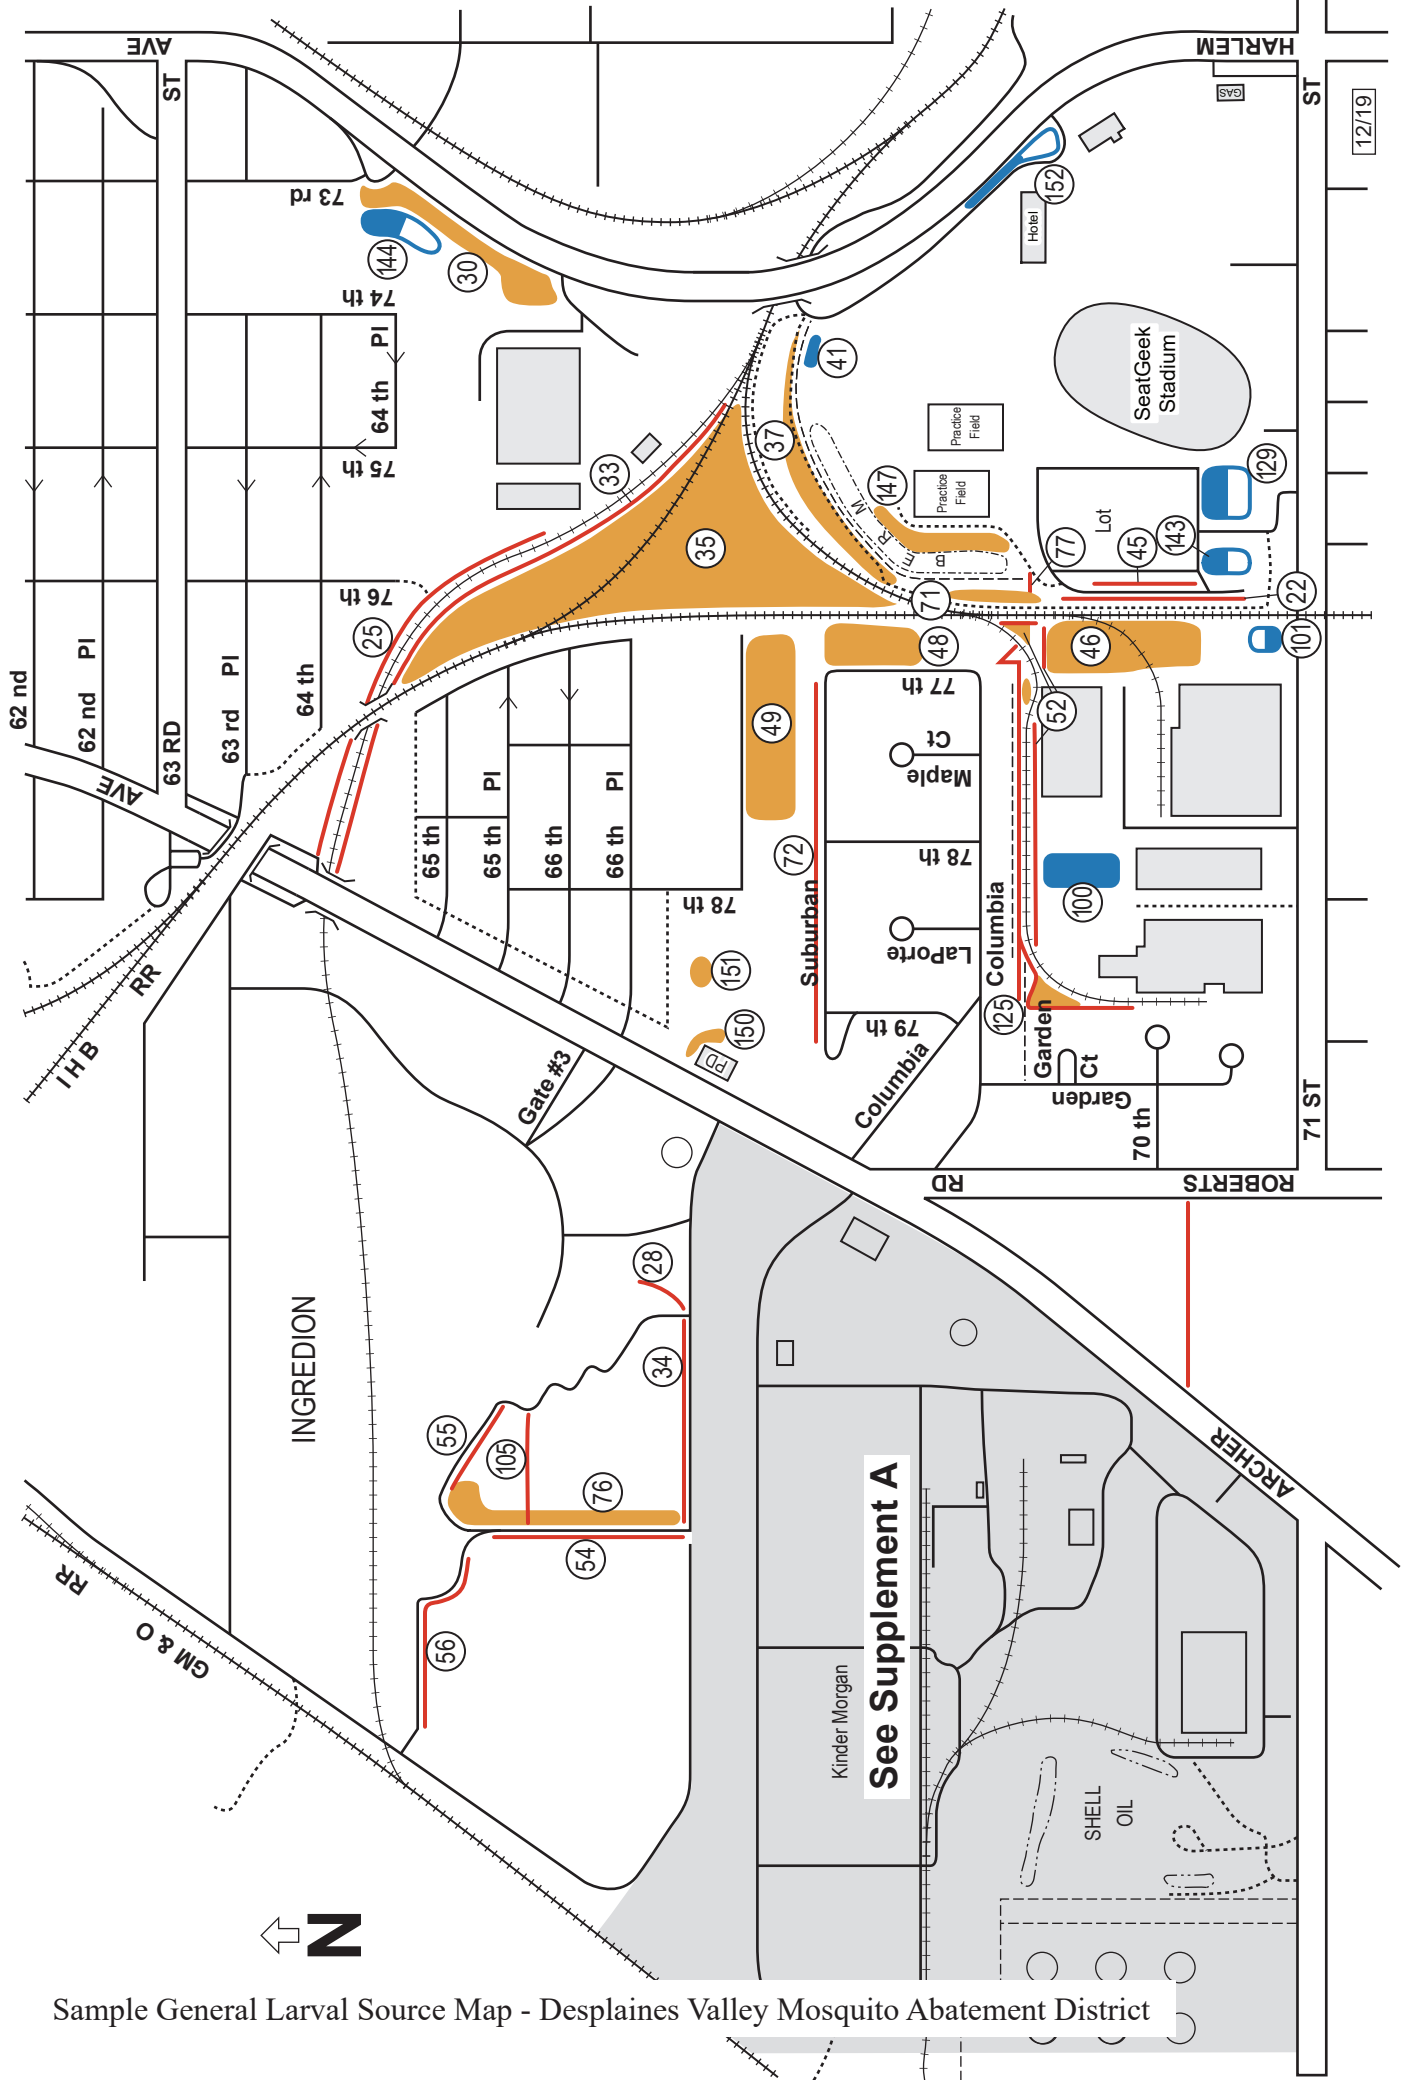 AVE
HARLEM
ST
ST
GAS
12/19
73 rd
144
30
152
Hotel
74 th
64 th Pl
75 th
41
SeatGeek
Stadium
37
Practice
Field
Practice
Field
33
147
129
35
M
R
E
B
Lot
77
45
143
76 th
25
71
22
62 nd
62 nd Pl
63 RD
63 rd Pl
64 th
48
46
101
77 th
49
52
Maple Ct
AVE
65 th
65 th Pl
66 th
66 th Pl
72
78 th
78 th
100
Suburban
LaPorte
Columbia
151
150
PD
79 th
125
Garden
Ct
Garden
Columbia
I H B
RR
Gate #3
70 th
71 ST
RD
ROBERTS
28
INGREDION
34
55
105
76
54
56
ARCHER
RR
GM & O
See Supplement A
Kinder Morgan
SHELL
OIL
N
Sample General Larval Source Map - Desplaines Valley Mosquito Abatement District